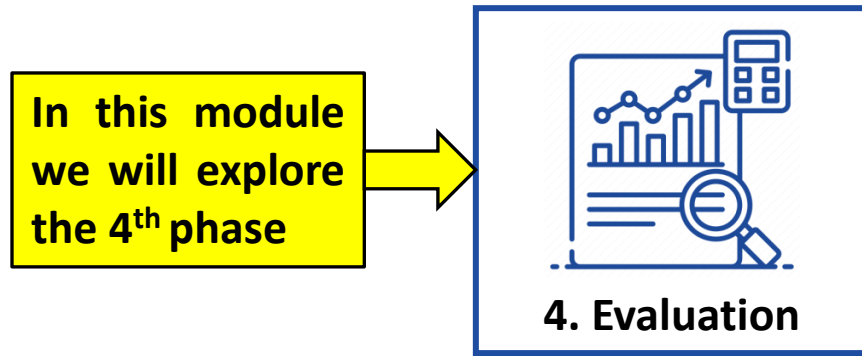 In this module
we will explore
the 4th phase
4. Evaluation